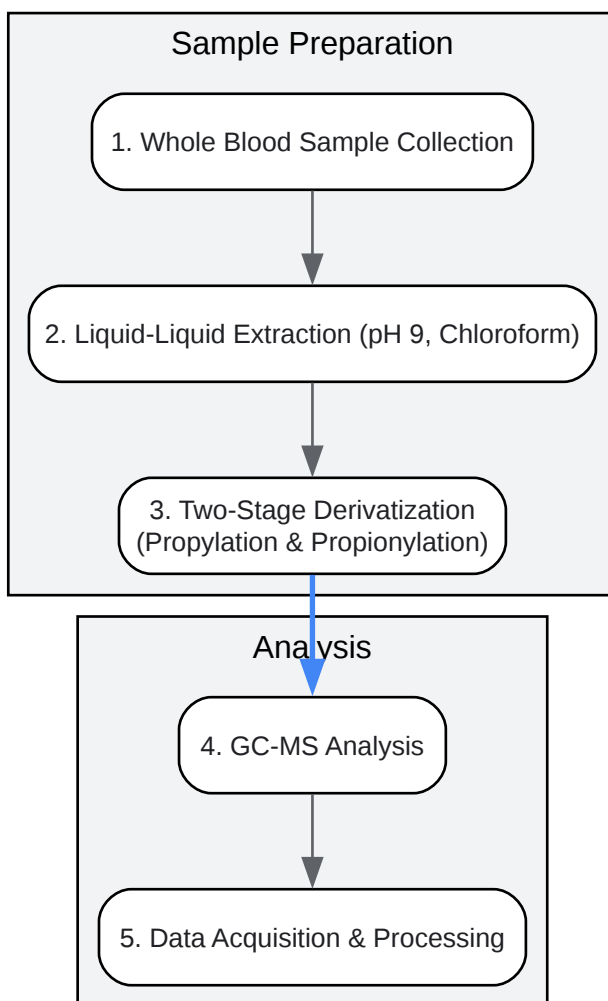 Sample Preparation
1. Whole Blood Sample Collection
2. Liquid-Liquid Extraction (pH 9, Chloroform)
3. Two-Stage Derivatization
(Propylation & Propionylation)
Analysis
4. GC-MS Analysis
5. Data Acquisition & Processing